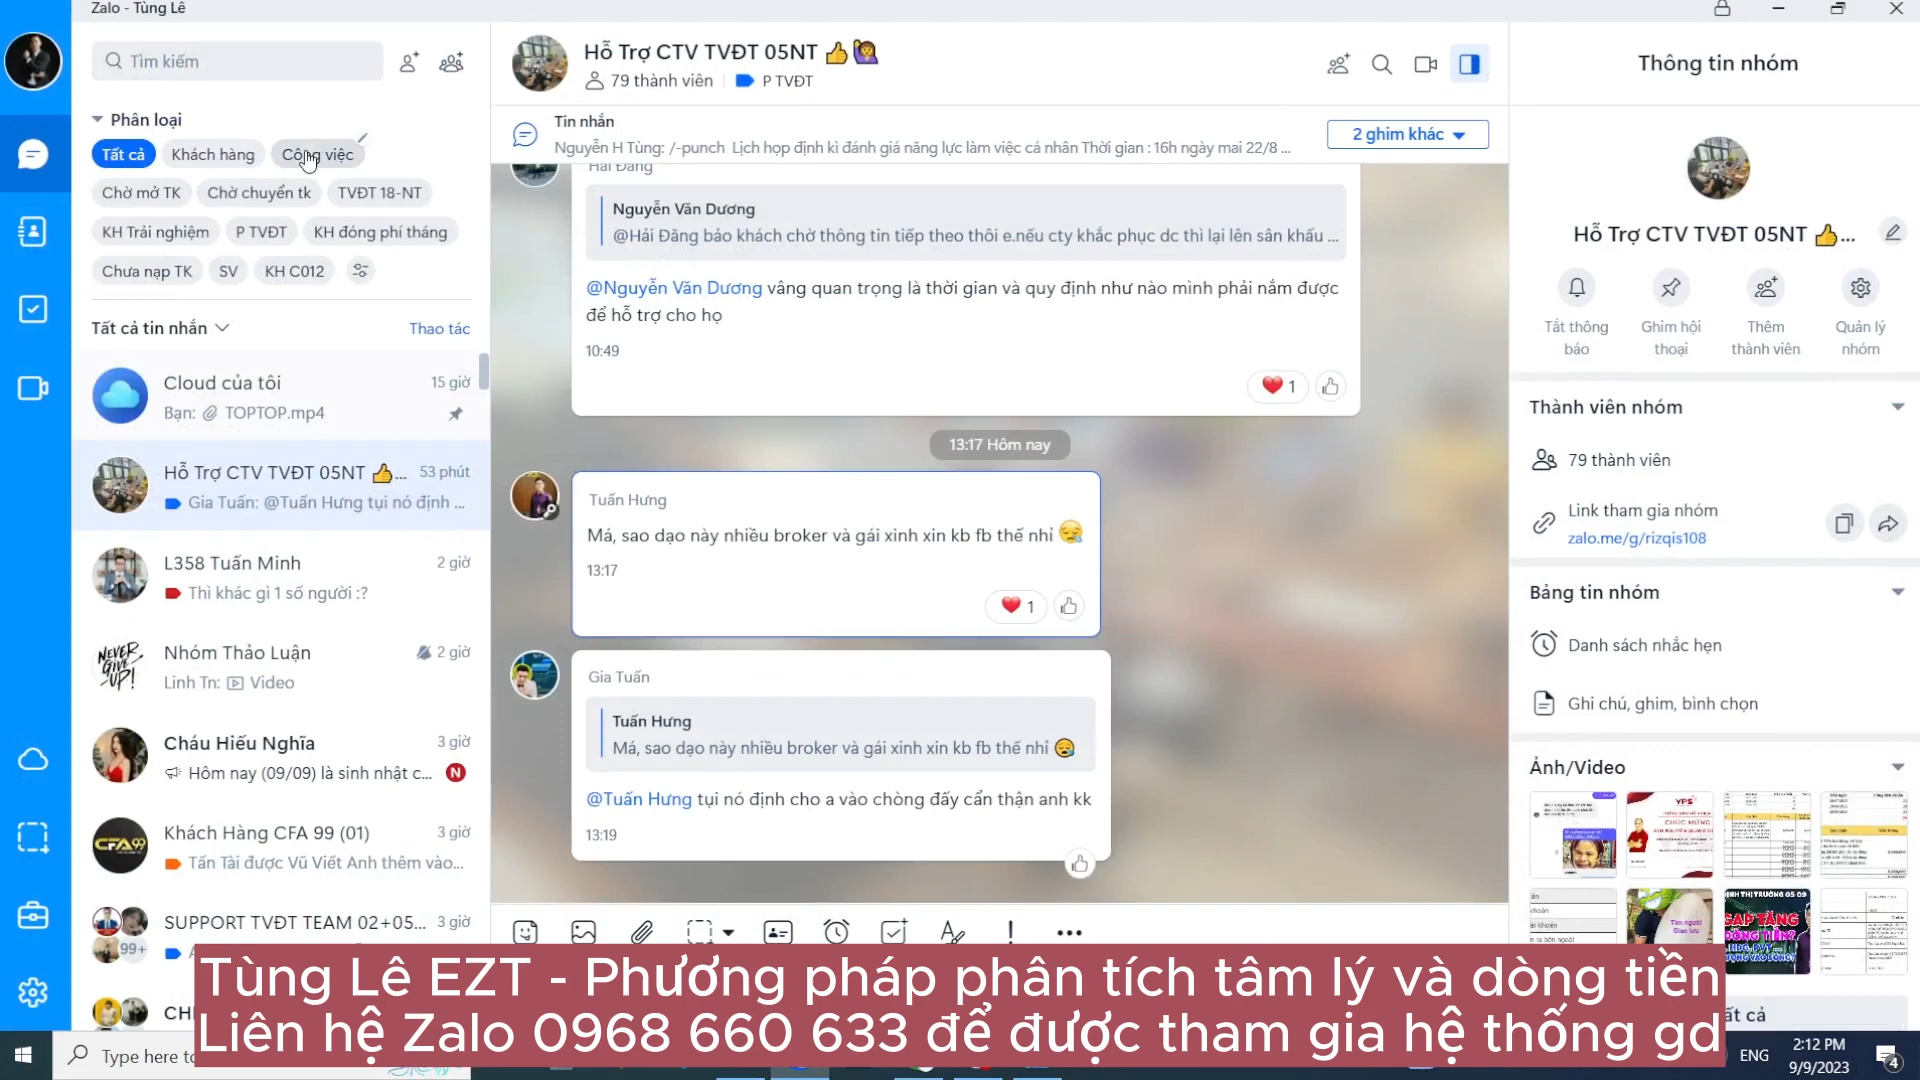 Zalo - Tùng Lê
Tìm kiếm
Phân loại
Tất cả
Khách hàng
Công việc
Chờ mở TK
Chờ chuyển tk
TVĐT 18-NT
KH Trải nghiệm
P TVĐT
KH đóng phí tháng
Chưa nạp TK
SV
KH C012
Tất cả tin nhắn
Thao tác
Cloud của tôi
15 giờ
Bạn: TOPTOP.mp4
Hỗ Trợ CTV TVĐT 05NT 👍...
53 phút
Gia Tuấn: @Tuấn Hưng tụi nó định ...
L358 Tuấn Minh
2 giờ
Thì khác gì 1 số người :?
NEVER GIVE UP!
Nhóm Thảo Luận
2 giờ
Linh Tn: Video
Cháu Hiếu Nghĩa
3 giờ
Hôm nay (09/09) là sinh nhật c...
N
CFA99
Khách Hàng CFA 99 (01)
3 giờ
Tấn Tài được Vũ Viết Anh thêm vào...
SUPPORT TVĐT TEAM 02+05...
3 giờ
99+
Hỗ Trợ CTV TVĐT 05NT 👍🙋
79 thành viên
P TVĐT
Tin nhắn
Nguyễn H Tùng: /-punch Lịch họp định kì đánh giá năng lực làm việc cá nhân Thời gian : 16h ngày mai 22/8 ...
2 ghim khác
Hải Đăng
Nguyễn Văn Dương
@Hải Đăng bảo khách chờ thông tin tiếp theo thôi e.nếu cty khắc phục dc thì lại lên sân khấu ...
@Nguyễn Văn Dương vâng quan trọng là thời gian và quy định như nào mình phải nắm được
để hỗ trợ cho họ
10:49
❤️ 1
13:17 Hôm nay
Tuấn Hưng
Má, sao dạo này nhiều broker và gái xinh xin kb fb thế nhỉ 😪
13:17
❤️ 1
Gia Tuấn
Tuấn Hưng
Má, sao dạo này nhiều broker và gái xinh xin kb fb thế nhỉ 😪
@Tuấn Hưng tụi nó định cho a vào chòng đấy cẩn thận anh kk
13:19
Thông tin nhóm
Hỗ Trợ CTV TVĐT 05NT 👍...
Tắt thông báo
Ghim hội thoại
Thêm thành viên
Quản lý nhóm
Thành viên nhóm
79 thành viên
Link tham gia nhóm
zalo.me/g/rizqis108
Bảng tin nhóm
Danh sách nhắc hẹn
Ghi chú, ghim, bình chọn
Ảnh/Video
YPS
CHÚC MỪNG
Tùng Lê EZT - Phương pháp phân tích tâm lý và dòng tiền
Liên hệ Zalo 0968 660 633 để được tham gia hệ thống gd
Type here
ENG
2:12 PM
9/9/2023
4